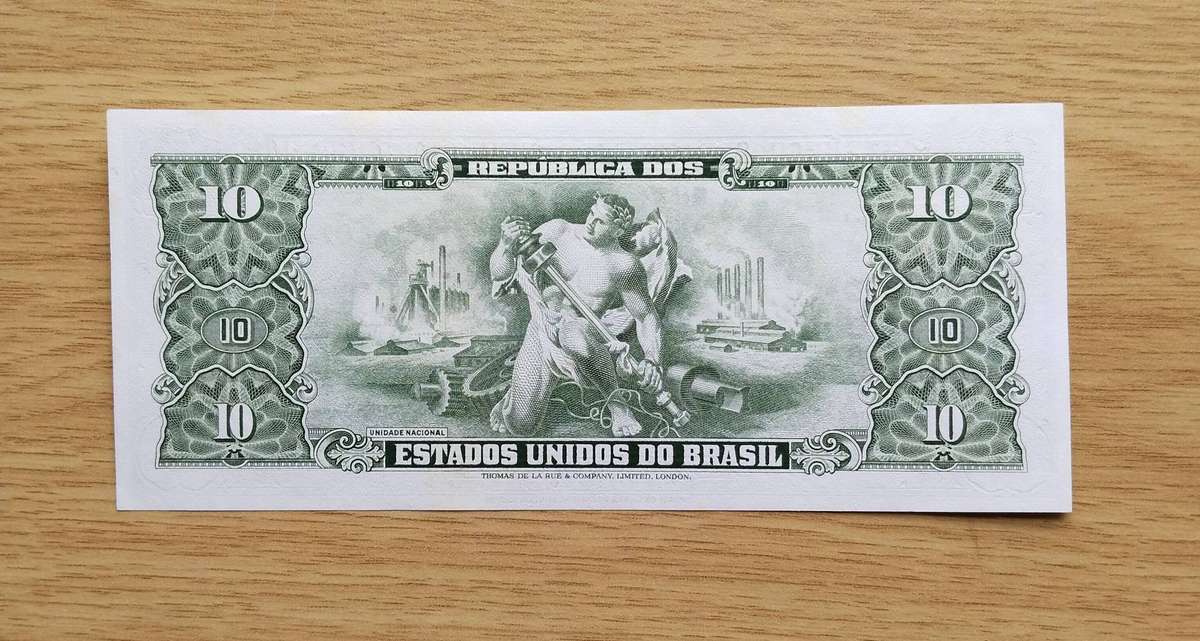 REPÚBLICA DOS
10 10
10 10
10 10
10 10
UNIDADE NACIONAL
ESTADOS UNIDOS DO BRASIL
THOMAS DE LA RUE & COMPANY, LIMITED, LONDON.